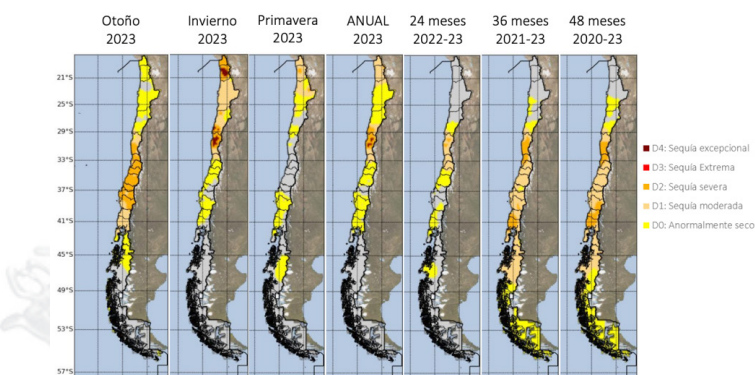 Otoño
2023
Invierno
2023
Primavera
2023
ANUAL
2023
24 meses
2022-23
36 meses
2021-23
48 meses
2020-23
21°S
25°S
29°S
33°S
37°S
41°S
45°S
49°S
53°S
57°S
D4: Sequía excepcional
D3: Sequía Extrema
D2: Sequía severa
D1: Sequía moderada
D0: Anormalmente seco